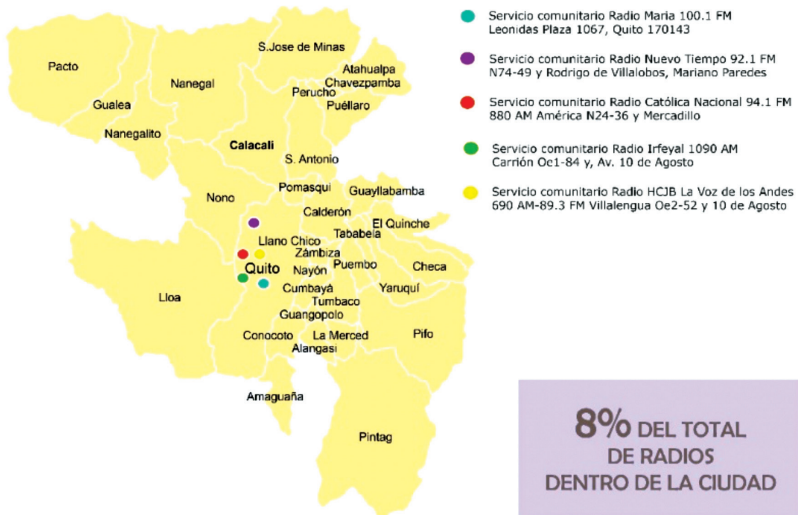 Servicio comunitario Radio Maria 100.1 FM
Leonidas Plaza 1067, Quito 170143
Servicio comunitario Radio Nuevo Tiempo 92.1 FM
N74-49 y Rodrigo de Villalobos, Mariano Paredes
Servicio comunitario Radio Católica Nacional 94.1 FM
880 AM América N24-36 y Mercadillo
Servicio comunitario Radio Irfeyal 1090 AM
Carrión Oe1-84 y, Av. 10 de Agosto
Servicio comunitario Radio HCJB La Voz de los Andes
690 AM-89.3 FM Villalengua Oe2-52 y 10 de Agosto
Pacto
Gualea
Nanegalito
Nanegal
S.Jose de Minas
Atahualpa
Chavezpamba
Perucho
Puéllaro
Calacali
S. Antonio
Nono
Pomasqui
Guayllabamba
Calderón
El Quinche
Tababela
Llano Chico
Zámbiza
Quito
Nayón
Puembo
Checa
Cumbayá
Yaruquí
Lloa
Tumbaco
Guangopolo
Conocoto
La Merced
Pifo
Alangasi
Amaguaña
Pintag
8% DEL TOTAL
DE RADIOS
DENTRO DE LA CIUDAD